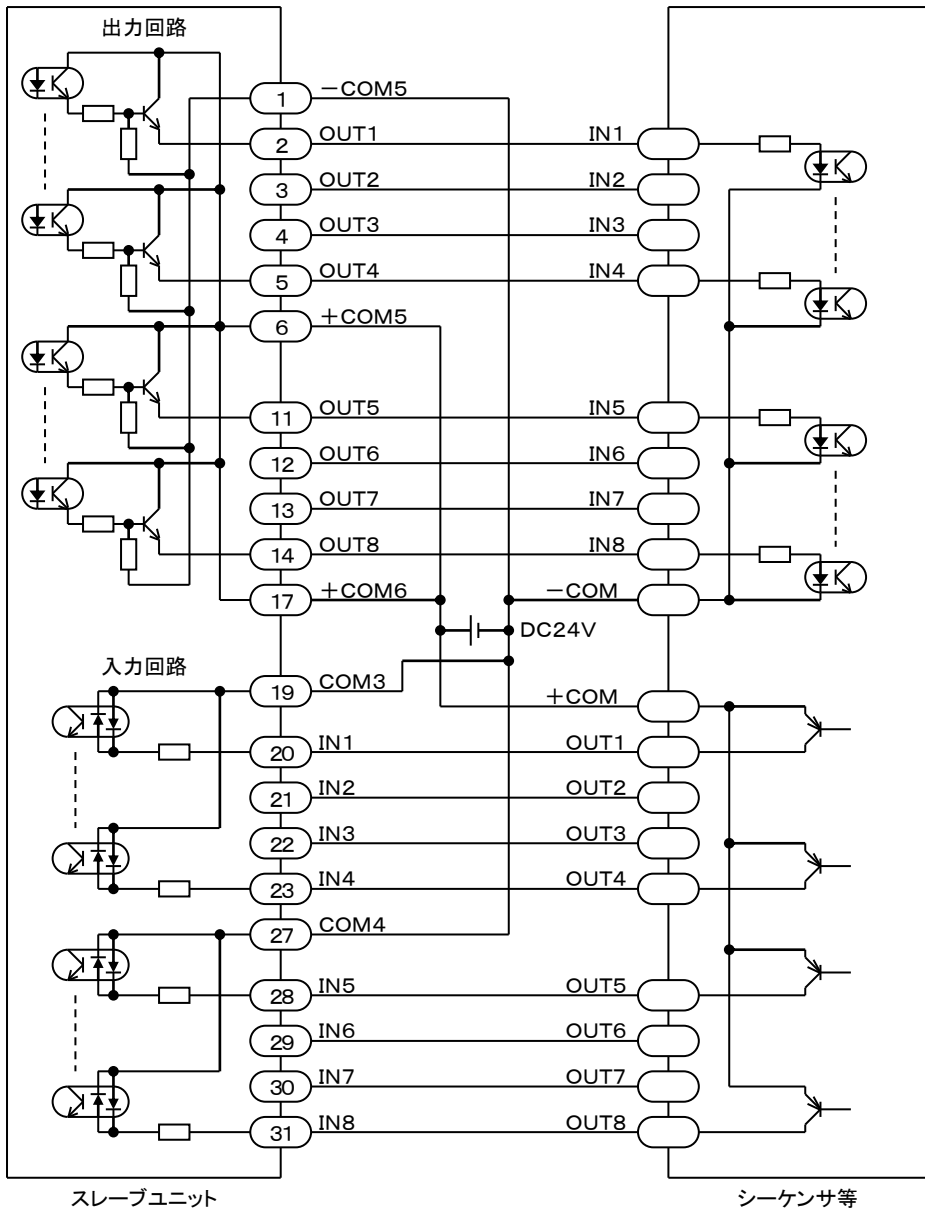 出力回路
1 －COM5
2 OUT1 IN1
3 OUT2 IN2
4 OUT3 IN3
5 OUT4 IN4
6 ＋COM5
11 OUT5 IN5
12 OUT6 IN6
13 OUT7 IN7
14 OUT8 IN8
17 ＋COM6 －COM
DC24V
入力回路
19 COM3
＋COM
20 IN1 OUT1
21 IN2 OUT2
22 IN3 OUT3
23 IN4 OUT4
27 COM4
28 IN5 OUT5
29 IN6 OUT6
30 IN7 OUT7
31 IN8 OUT8
スレーブユニット シーケンサ等